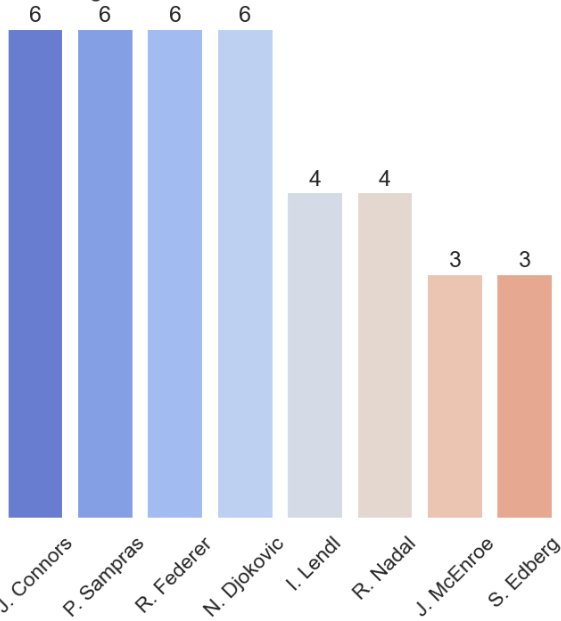 6 6 6 6
4 4
3 3
J. Connors
P. Sampras
R. Federer
N. Djokovic
I. Lendl
R. Nadal
J. McEnroe
S. Edberg